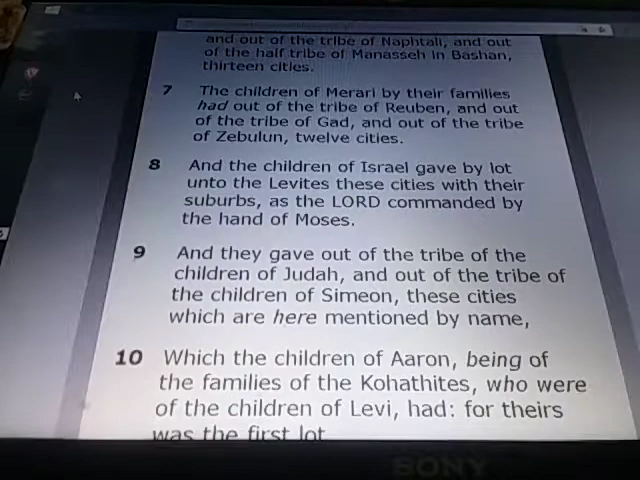 and out of the tribe of Naphtali, and out
of the half tribe of Manasseh in Bashan,
thirteen cities.
7 The children of Merari by their families
had out of the tribe of Reuben, and out
of the tribe of Gad, and out of the tribe
of Zebulun, twelve cities.
8 And the children of Israel gave by lot
unto the Levites these cities with their
suburbs, as the LORD commanded by
the hand of Moses.
9 And they gave out of the tribe of the
children of Judah, and out of the tribe of
the children of Simeon, these cities
which are here mentioned by name,
10 Which the children of Aaron, being of
the families of the Kohathites, who were
of the children of Levi, had: for theirs
was the first lot
SONY